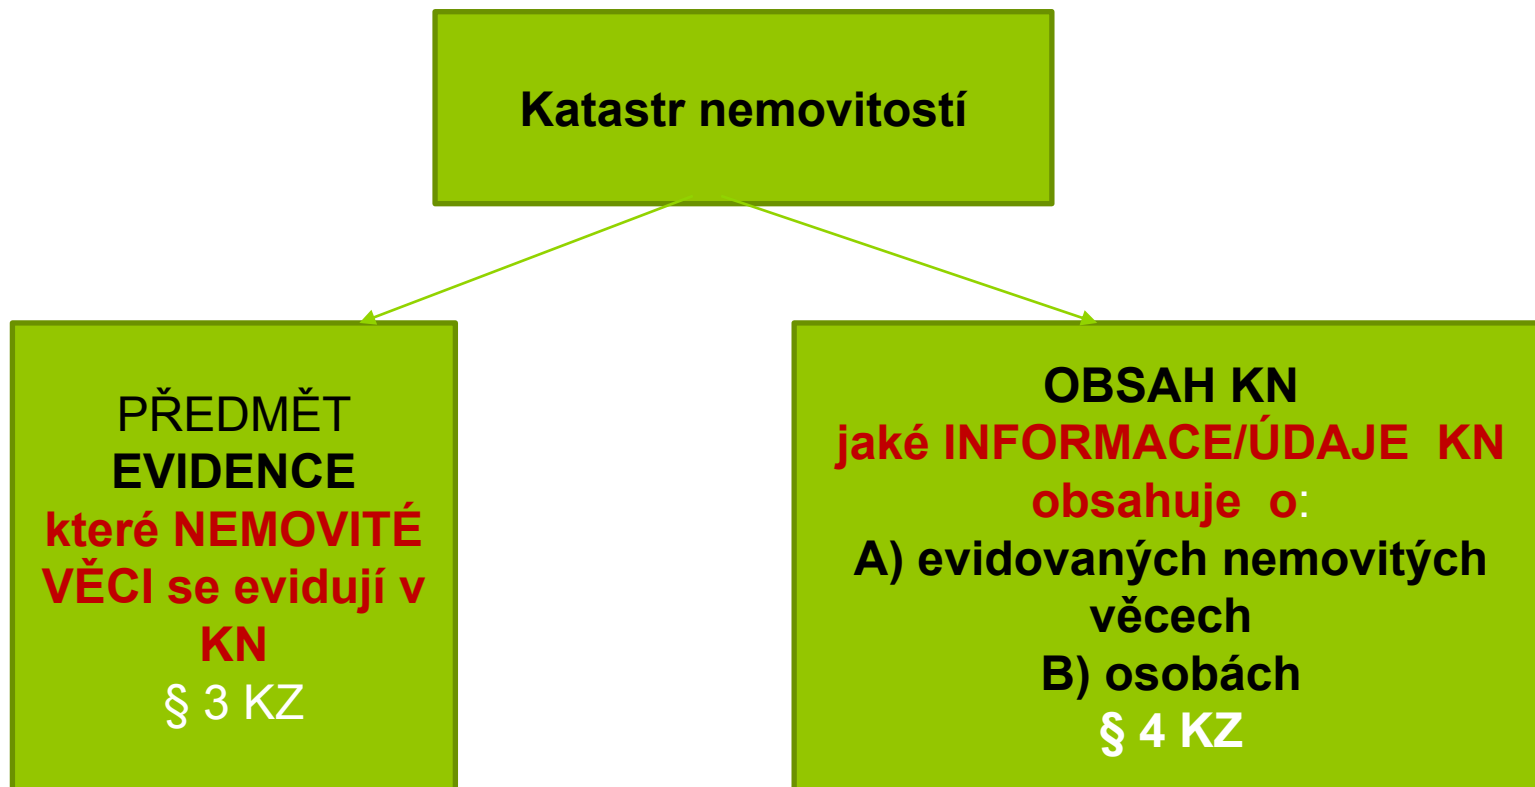 Katastr nemovitostí
PŘEDMĚT
EVIDENCE
které NEMOVITÉ
VĚCI se evidují v
KN
§ 3 KZ
OBSAH KN
jaké INFORMACE/ÚDAJE  KN
obsahuje  o:
A) evidovaných nemovitých
věcech
B) osobách
§ 4 KZ